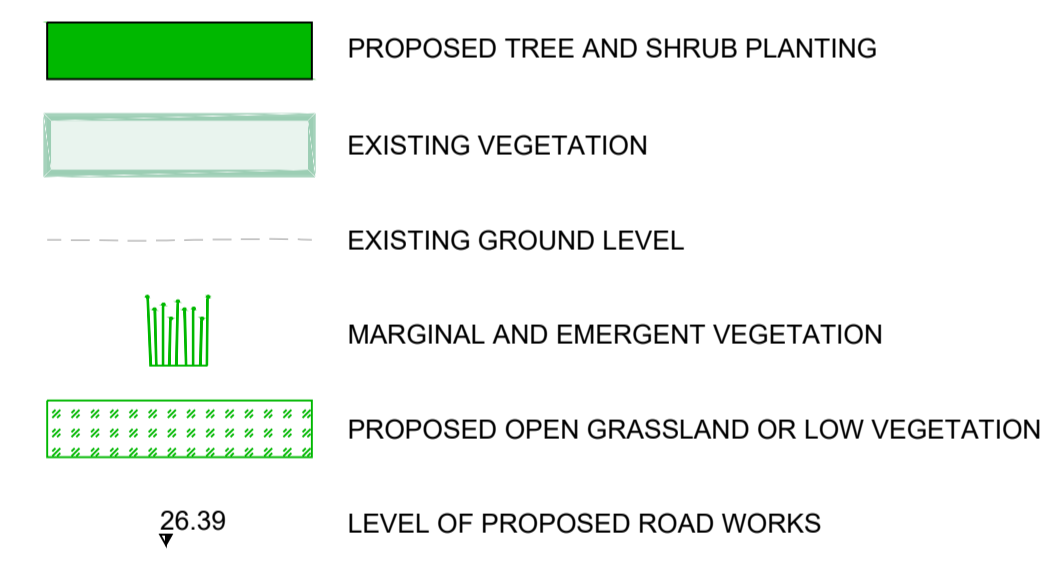 PROPOSED TREE AND SHRUB PLANTING
EXISTING VEGETATION
EXISTING GROUND LEVEL
MARGINAL AND EMERGENT VEGETATION
PROPOSED OPEN GRASSLAND OR LOW VEGETATION
26.39 LEVEL OF PROPOSED ROAD WORKS